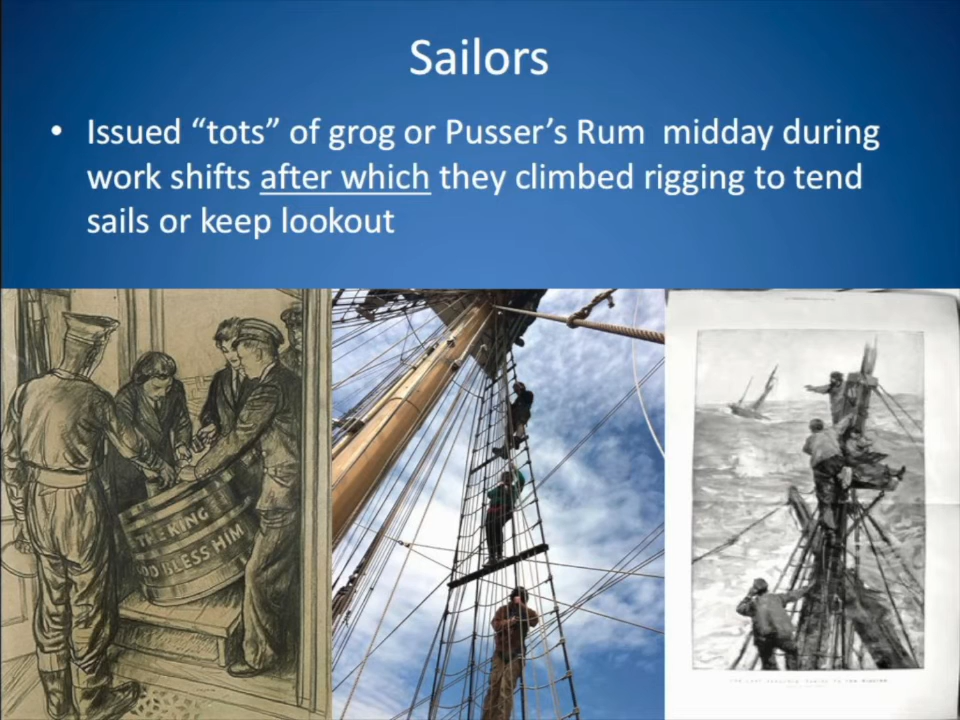 Sailors
• Issued “tots” of grog or Pusser’s Rum midday during
work shifts after which they climbed rigging to tend
sails or keep lookout
THE KING
GOD BLESS HIM